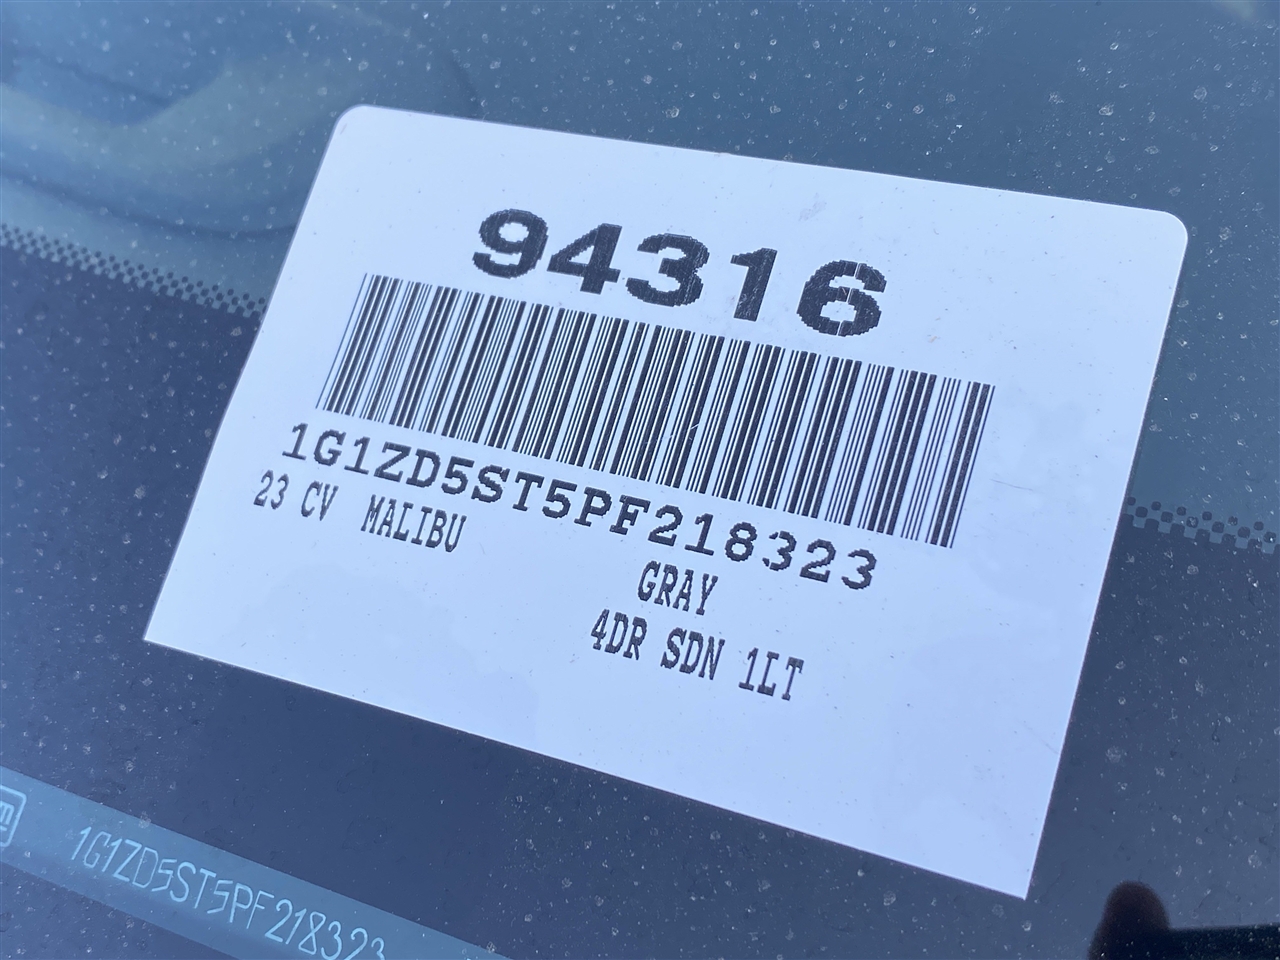 94316
1G1ZD5ST5PF218323
23 CV MALIBU
GRAY
4DR SDN 1LT
1G1ZD5ST5PF218323